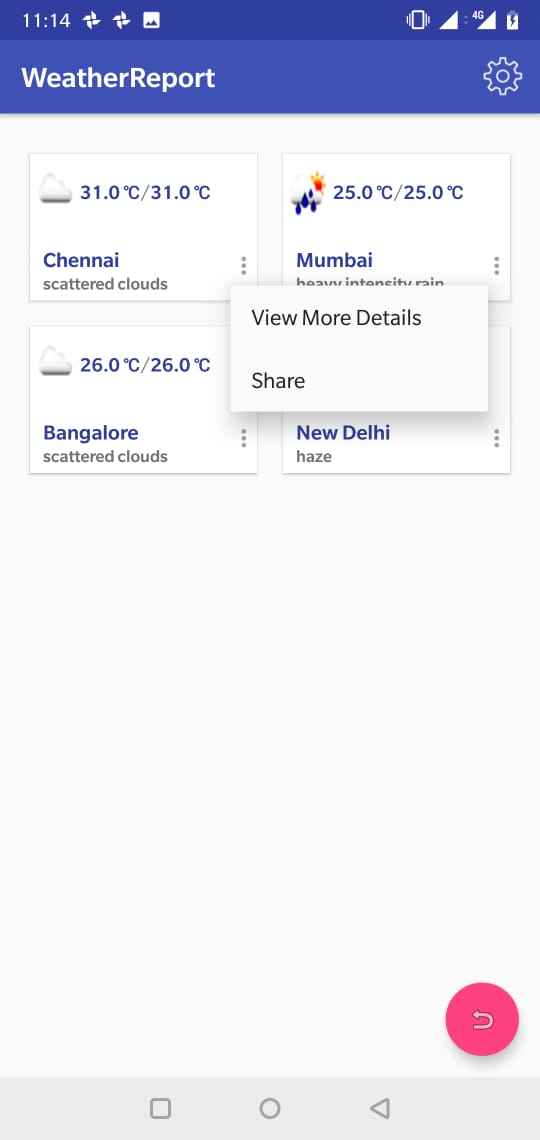 11:14
4G
WeatherReport
31.0 ℃/31.0 ℃
25.0 ℃/25.0 ℃
Chennai
Mumbai
scattered clouds
heavy intensity rain
View More Details
Share
26.0 ℃/26.0 ℃
Bangalore
New Delhi
scattered clouds
haze